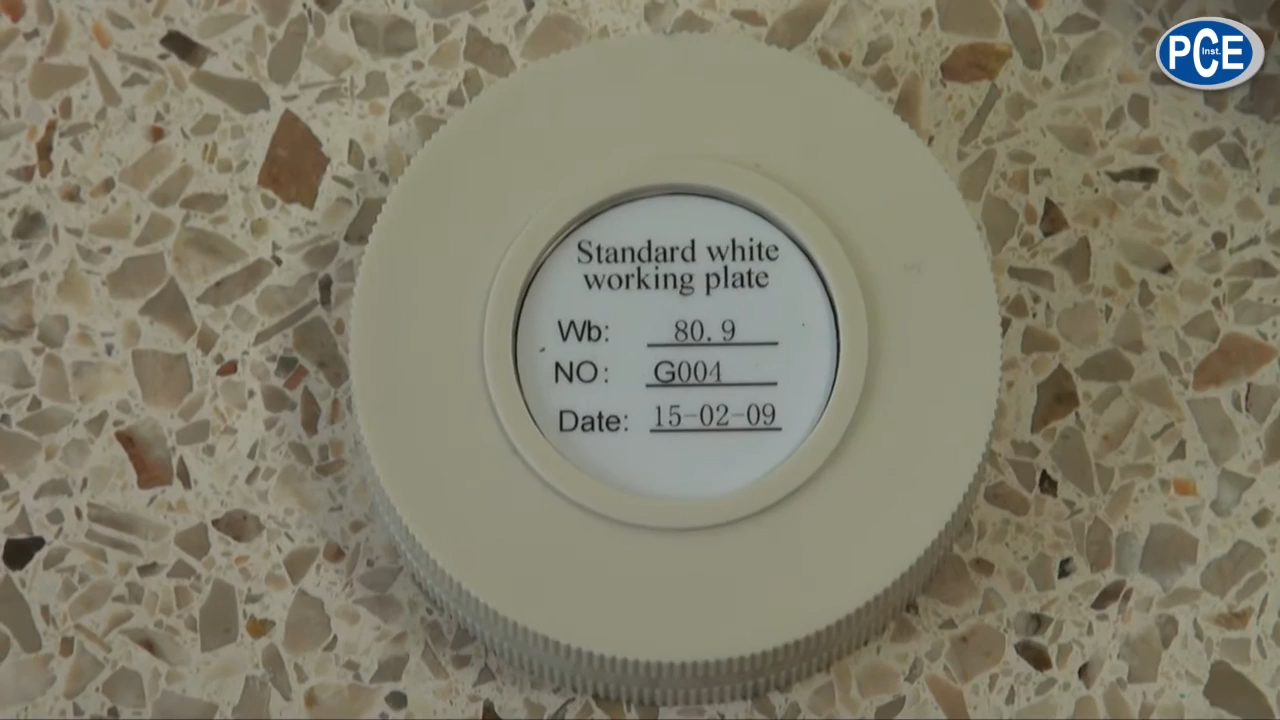 PCE
Inst.
Standard white
working plate
Wb: 80.9
NO: G004
Date: 15-02-09